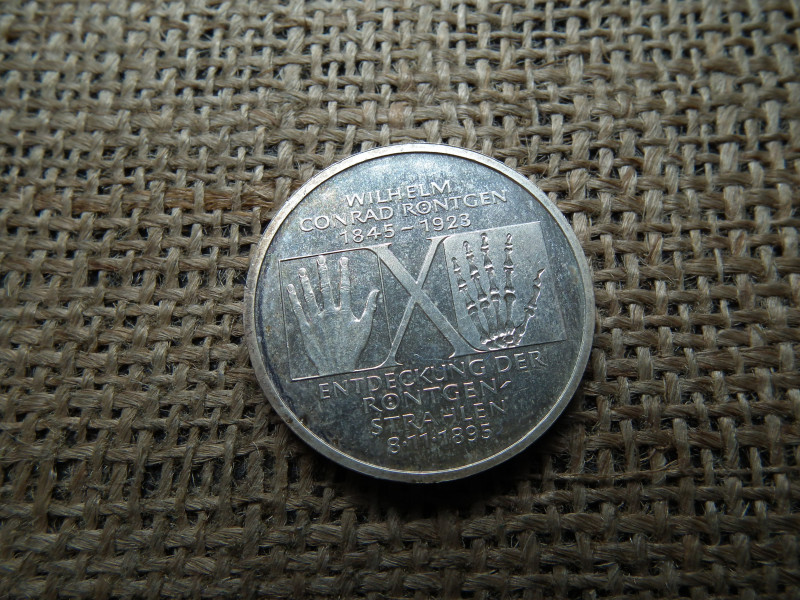 WILHELM
CONRAD RÖNTGEN
1845-1923
X
ENTDECKUNG DER
RÖNTGEN-
STRAHLEN
8·11·1895